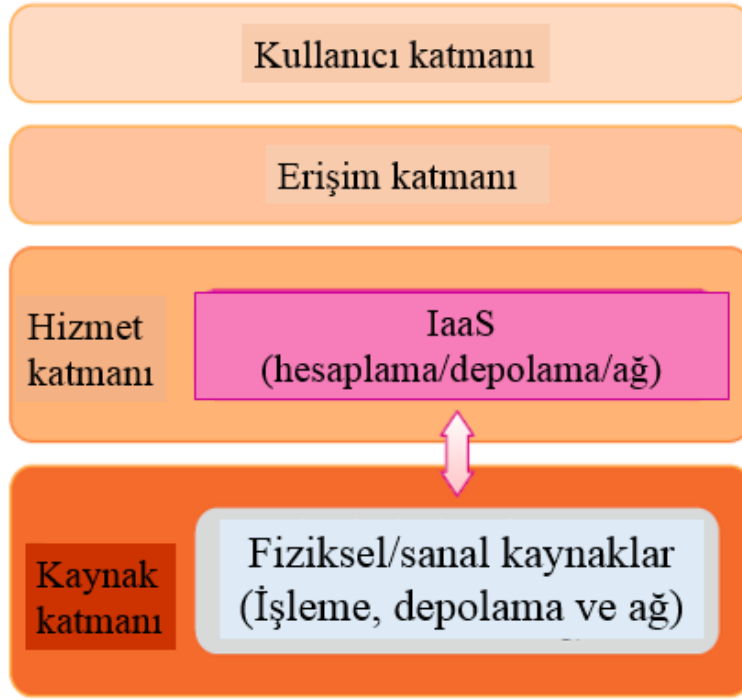 Kullanıcı katmanı
Erişim katmanı
Hizmet
katmanı
IaaS
(hesaplama/depolama/ağ)
Kaynak
katmanı
Fiziksel/sanal kaynaklar
(İşleme, depolama ve ağ)